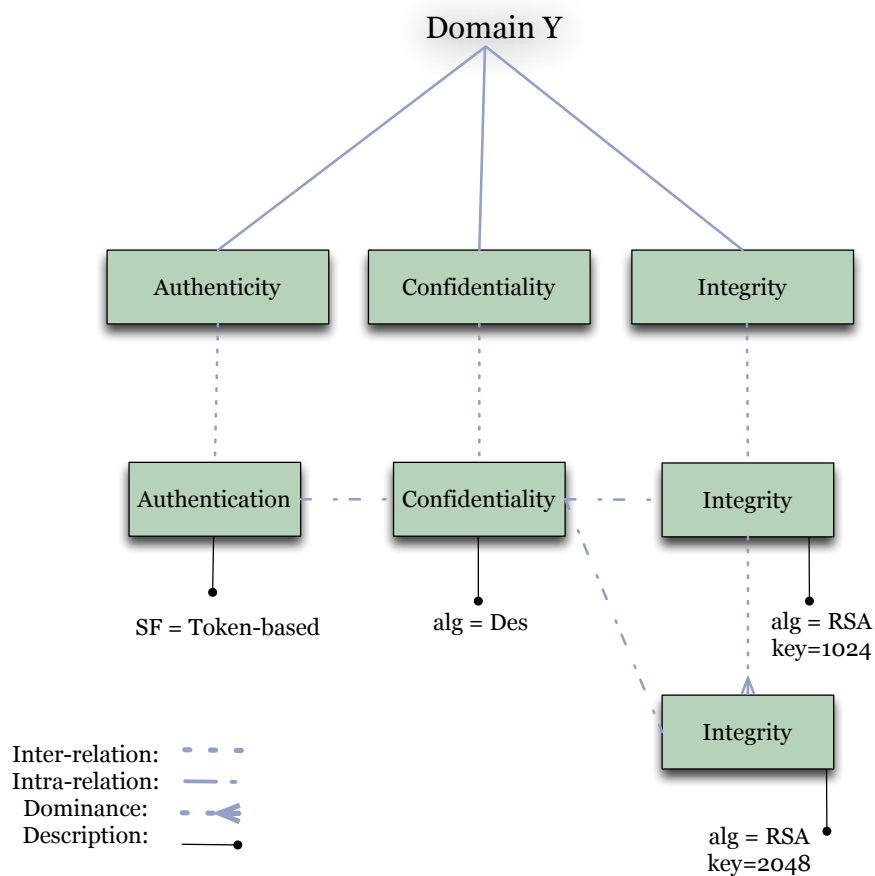 Domain Y
Authenticity
Confidentiality
Integrity
Authentication
Confidentiality
Integrity
SF = Token-based
alg = Des
alg = RSA
key=1024
Integrity
alg = RSA
key=2048
Inter-relation:
Intra-relation:
Dominance:
Description: